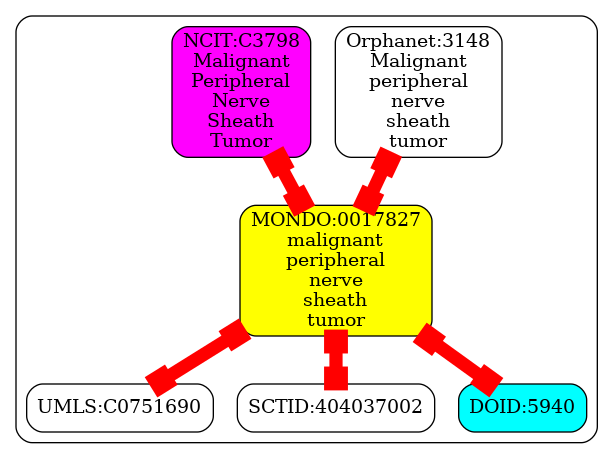 NCIT:C3798
Malignant
Peripheral
Nerve
Sheath
Tumor
Orphanet:3148
Malignant
peripheral
nerve
sheath
tumor
MONDO:0017827
malignant
peripheral
nerve
sheath
tumor
UMLS:C0751690
SCTID:404037002
DOID:5940